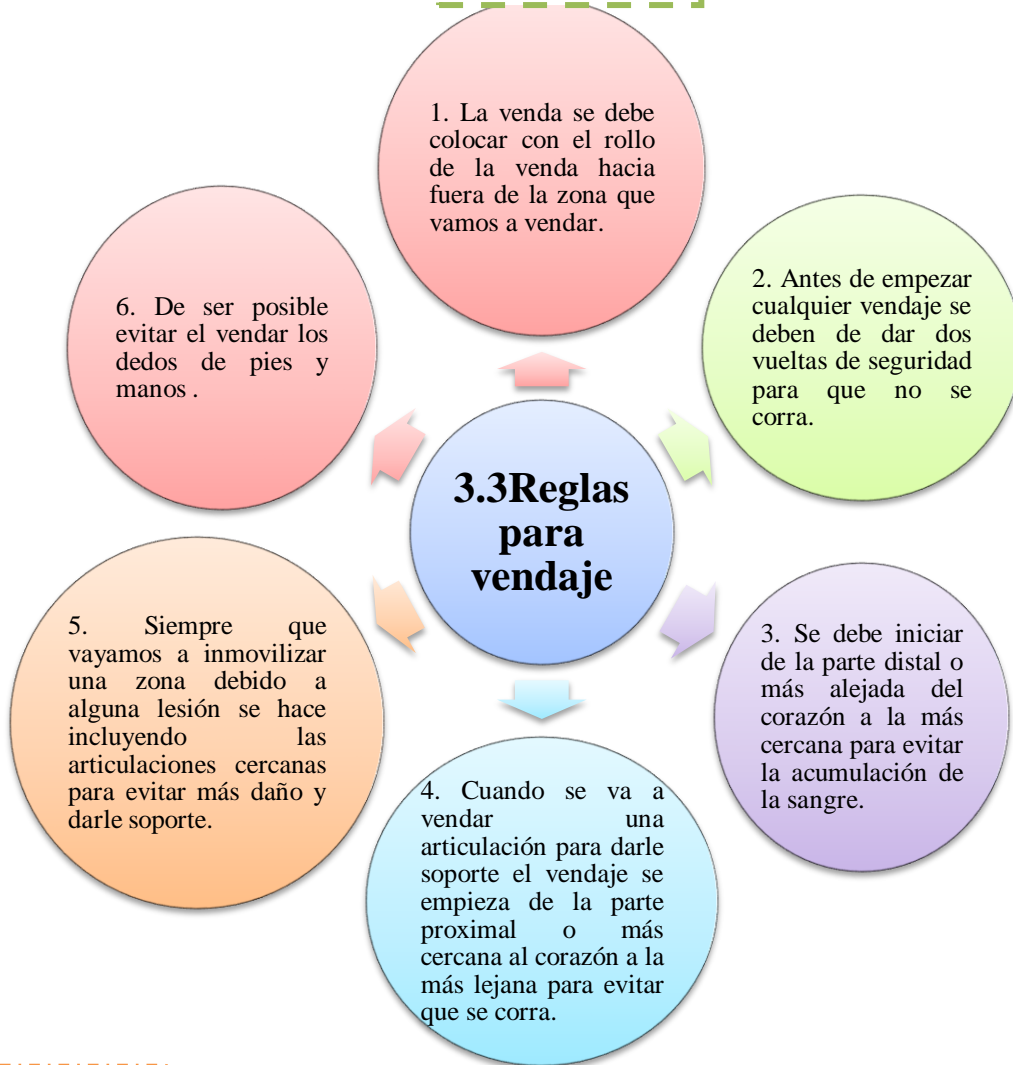 3.3Reglas
para
vendaje
1. La venda se debe
colocar con el rollo
de la venda hacia
fuera de la zona que
vamos a vendar.
2. Antes de empezar
cualquier vendaje se
deben de dar dos
vueltas de seguridad
para que no se
corra.
3. Se debe iniciar
de la parte distal o
más alejada del
corazón a la más
cercana para evitar
la acumulación de
la sangre.
4. Cuando se va a
vendar una
articulación para darle
soporte el vendaje se
empieza de la parte
proximal o más
cercana al corazón a la
más lejana para evitar
que se corra.
5. Siempre que
vayamos a inmovilizar
una zona debido a
alguna lesión se hace
incluyendo las
articulaciones cercanas
para evitar más daño y
darle soporte.
6. De ser posible
evitar el vendar los
dedos de pies y
manos .